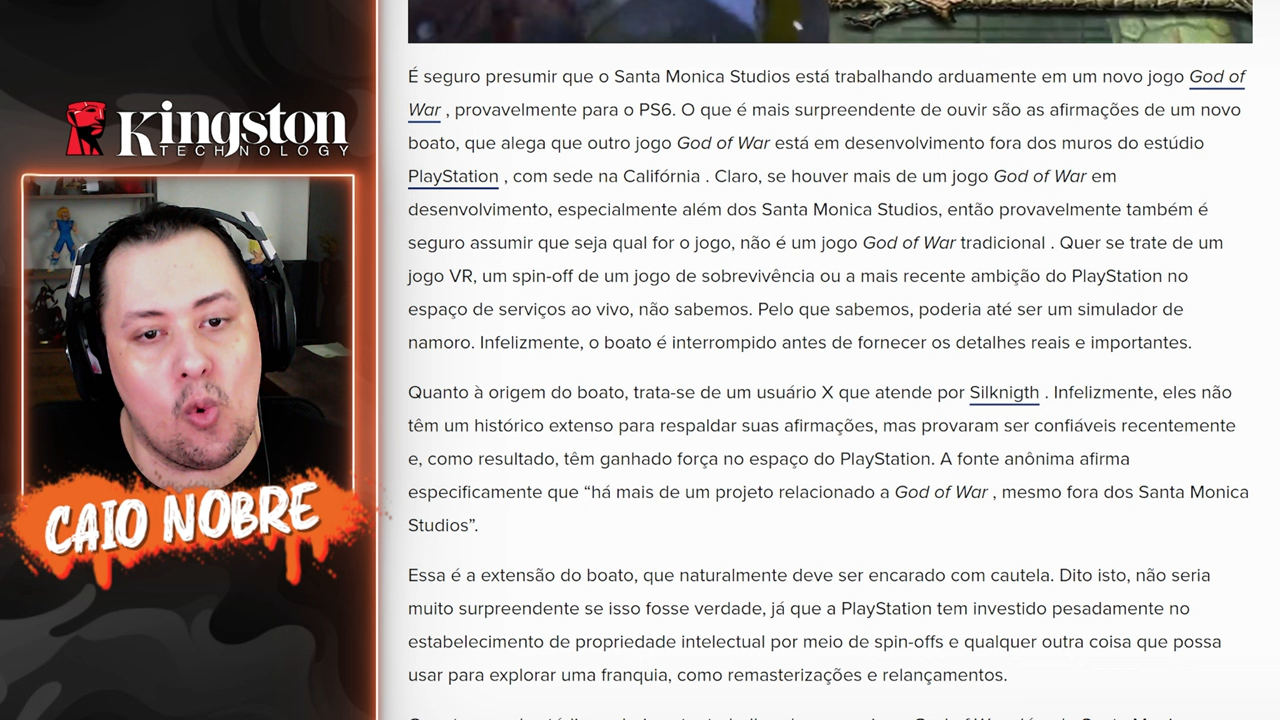 Kingston
TECHNOLOGY
CAIO NOBRE
É seguro presumir que o Santa Monica Studios está trabalhando arduamente em um novo jogo God of
War , provavelmente para o PS6. O que é mais surpreendente de ouvir são as afirmações de um novo
boato, que alega que outro jogo God of War está em desenvolvimento fora dos muros do estúdio
PlayStation , com sede na Califórnia . Claro, se houver mais de um jogo God of War em
desenvolvimento, especialmente além dos Santa Monica Studios, então provavelmente também é
seguro assumir que seja qual for o jogo, não é um jogo God of War tradicional . Quer se trate de um
jogo VR, um spin-off de um jogo de sobrevivência ou a mais recente ambição do PlayStation no
espaço de serviços ao vivo, não sabemos. Pelo que sabemos, poderia até ser um simulador de
namoro. Infelizmente, o boato é interrompido antes de fornecer os detalhes reais e importantes.
Quanto à origem do boato, trata-se de um usuário X que atende por Silknigth . Infelizmente, eles não
têm um histórico extenso para respaldar suas afirmações, mas provaram ser confiáveis recentemente
e, como resultado, têm ganhado força no espaço do PlayStation. A fonte anônima afirma
especificamente que “há mais de um projeto relacionado a God of War , mesmo fora dos Santa Monica
Studios”.
Essa é a extensão do boato, que naturalmente deve ser encarado com cautela. Dito isto, não seria
muito surpreendente se isso fosse verdade, já que a PlayStation tem investido pesadamente no
estabelecimento de propriedade intelectual por meio de spin-offs e qualquer outra coisa que possa
usar para explorar uma franquia, como remasterizações e relançamentos.